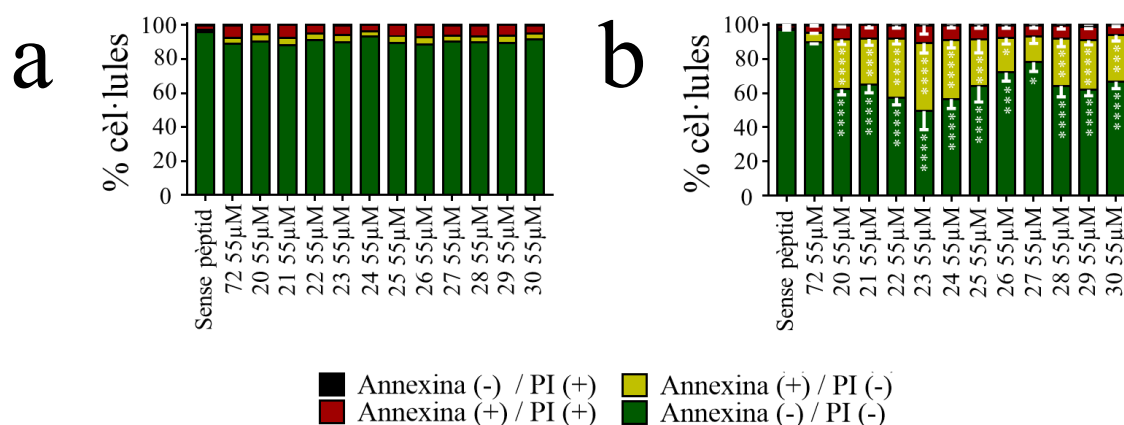 a
% cèl·lules
100
80
60
40
20
0
Sense pèptid
72 55µM
20 55µM
21 55µM
22 55µM
23 55µM
24 55µM
25 55µM
26 55µM
27 55µM
28 55µM
29 55µM
30 55µM
b
% cèl·lules
100
80
60
40
20
0
****
****
****
****
****
****
****
****
****
****
****
****
***
***
*
*
****
****
****
****
****
****
Sense pèptid
72 55µM
20 55µM
21 55µM
22 55µM
23 55µM
24 55µM
25 55µM
26 55µM
27 55µM
28 55µM
29 55µM
30 55µM
Annexina (-) / PI (+)
Annexina (+) / PI (-)
Annexina (+) / PI (+)
Annexina (-) / PI (-)